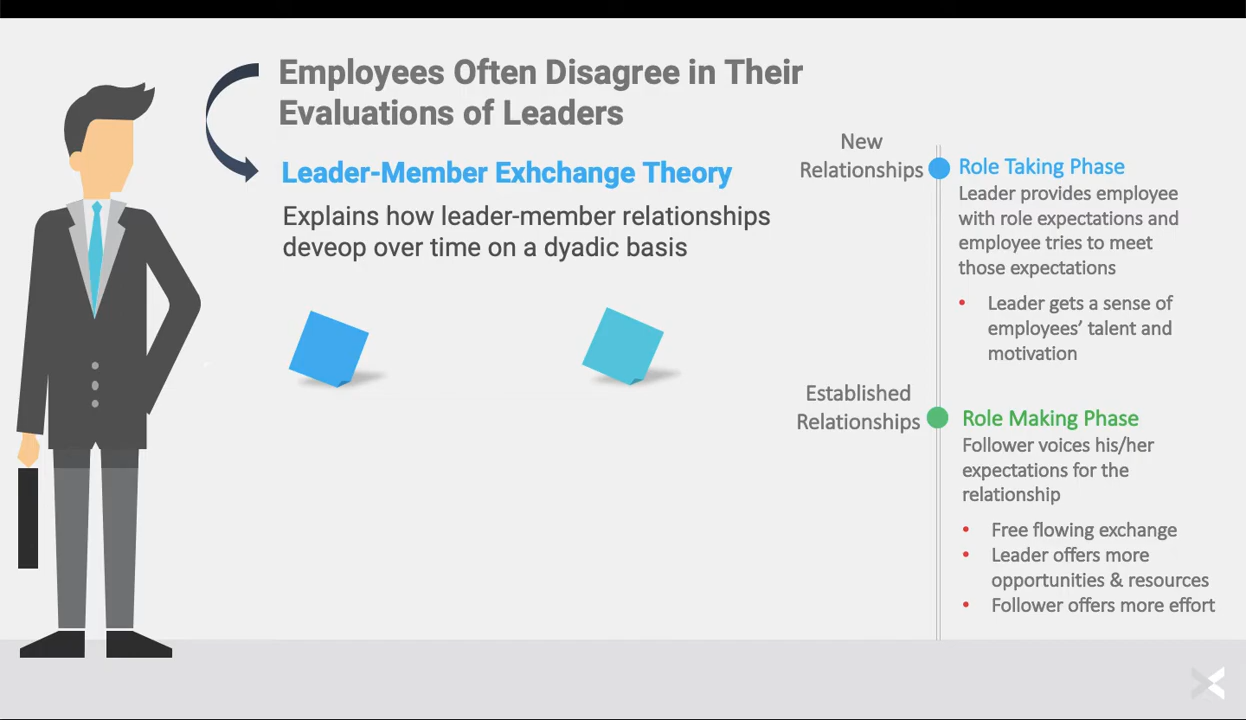 Employees Often Disagree in Their
Evaluations of Leaders
Leader-Member Exhchange Theory
Explains how leader-member relationships
deveop over time on a dyadic basis
New
Relationships
Role Taking Phase
Leader provides employee
with role expectations and
employee tries to meet
those expectations
• Leader gets a sense of
employees’ talent and
motivation
Established
Relationships
Role Making Phase
Follower voices his/her
expectations for the
relationship
• Free flowing exchange
• Leader offers more
opportunities & resources
• Follower offers more effort